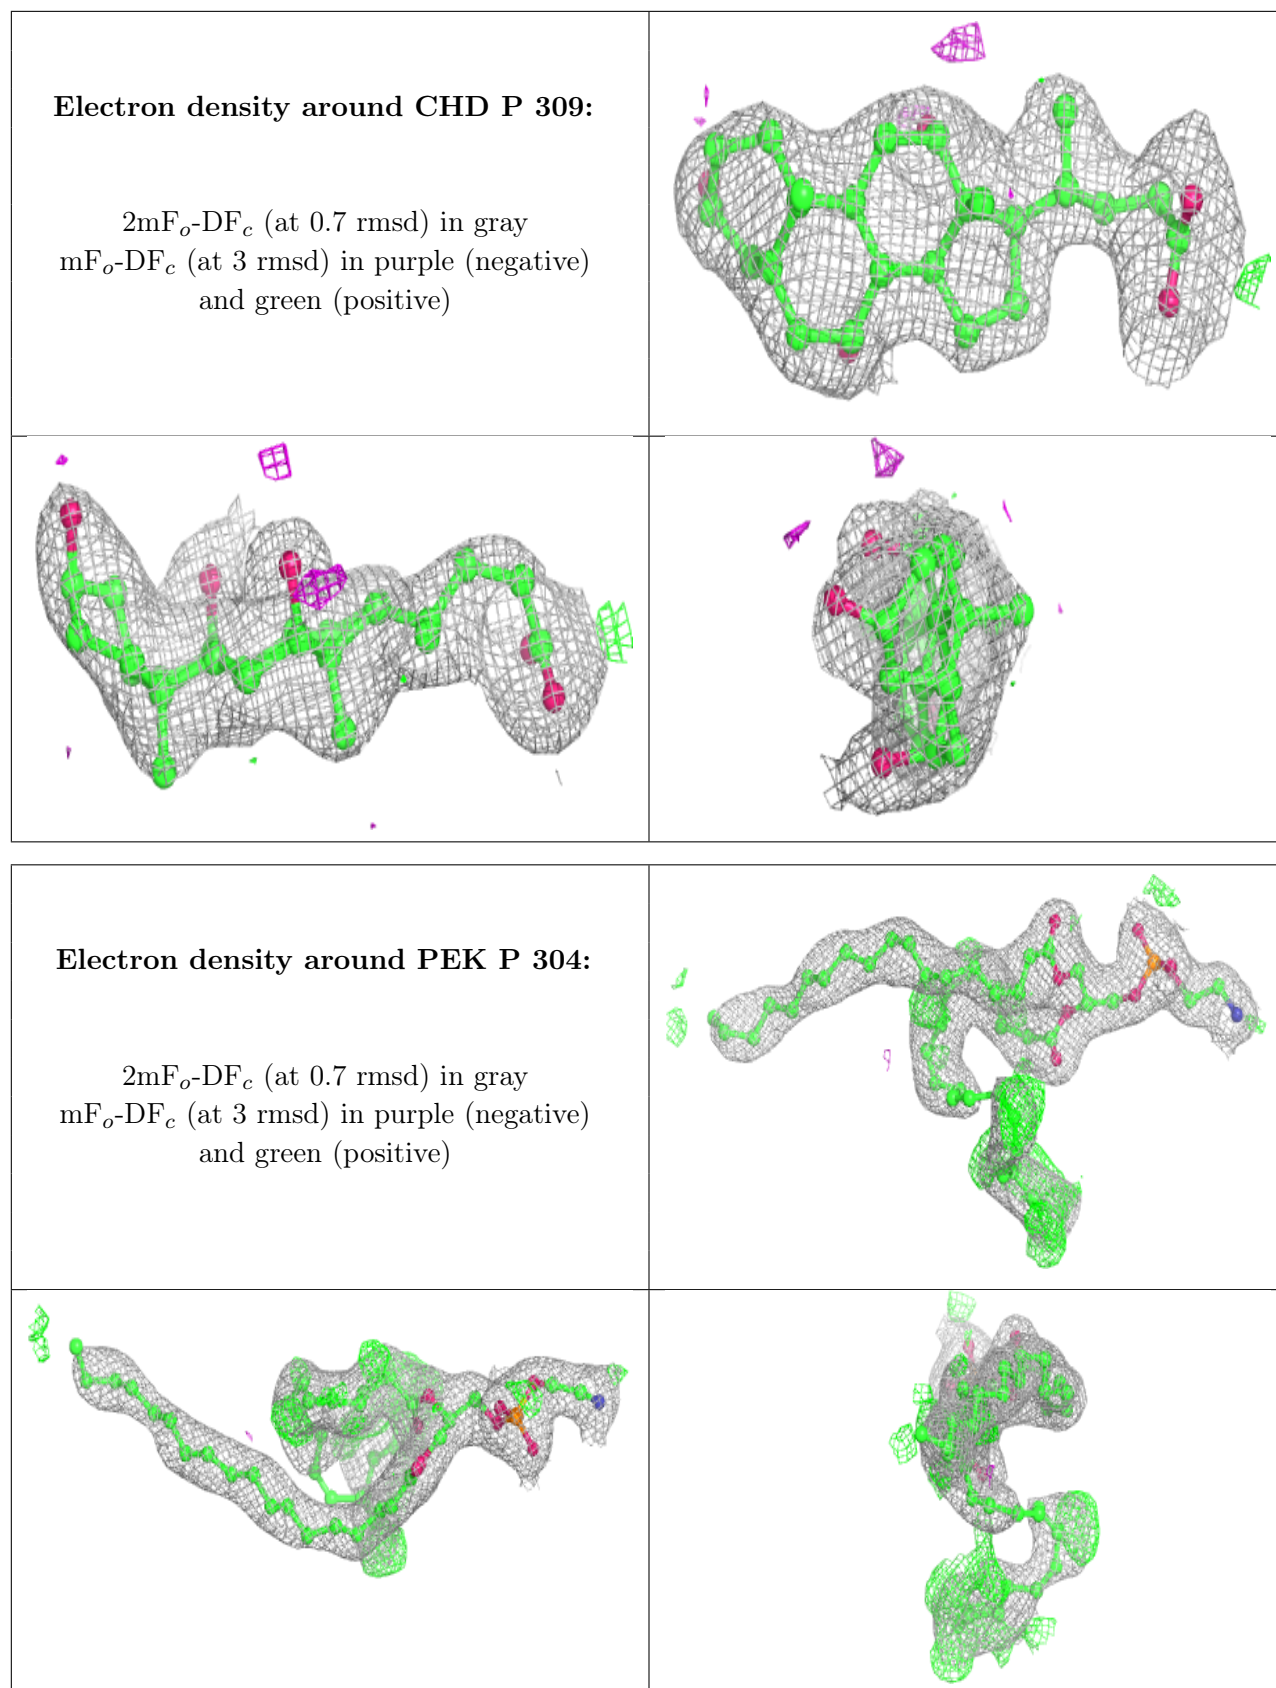 Electron density around CHD P 309:
2mFo-DFc (at 0.7 rmsd) in gray
mFo-DFc (at 3 rmsd) in purple (negative)
and green (positive)
Electron density around PEK P 304:
2mFo-DFc (at 0.7 rmsd) in gray
mFo-DFc (at 3 rmsd) in purple (negative)
and green (positive)